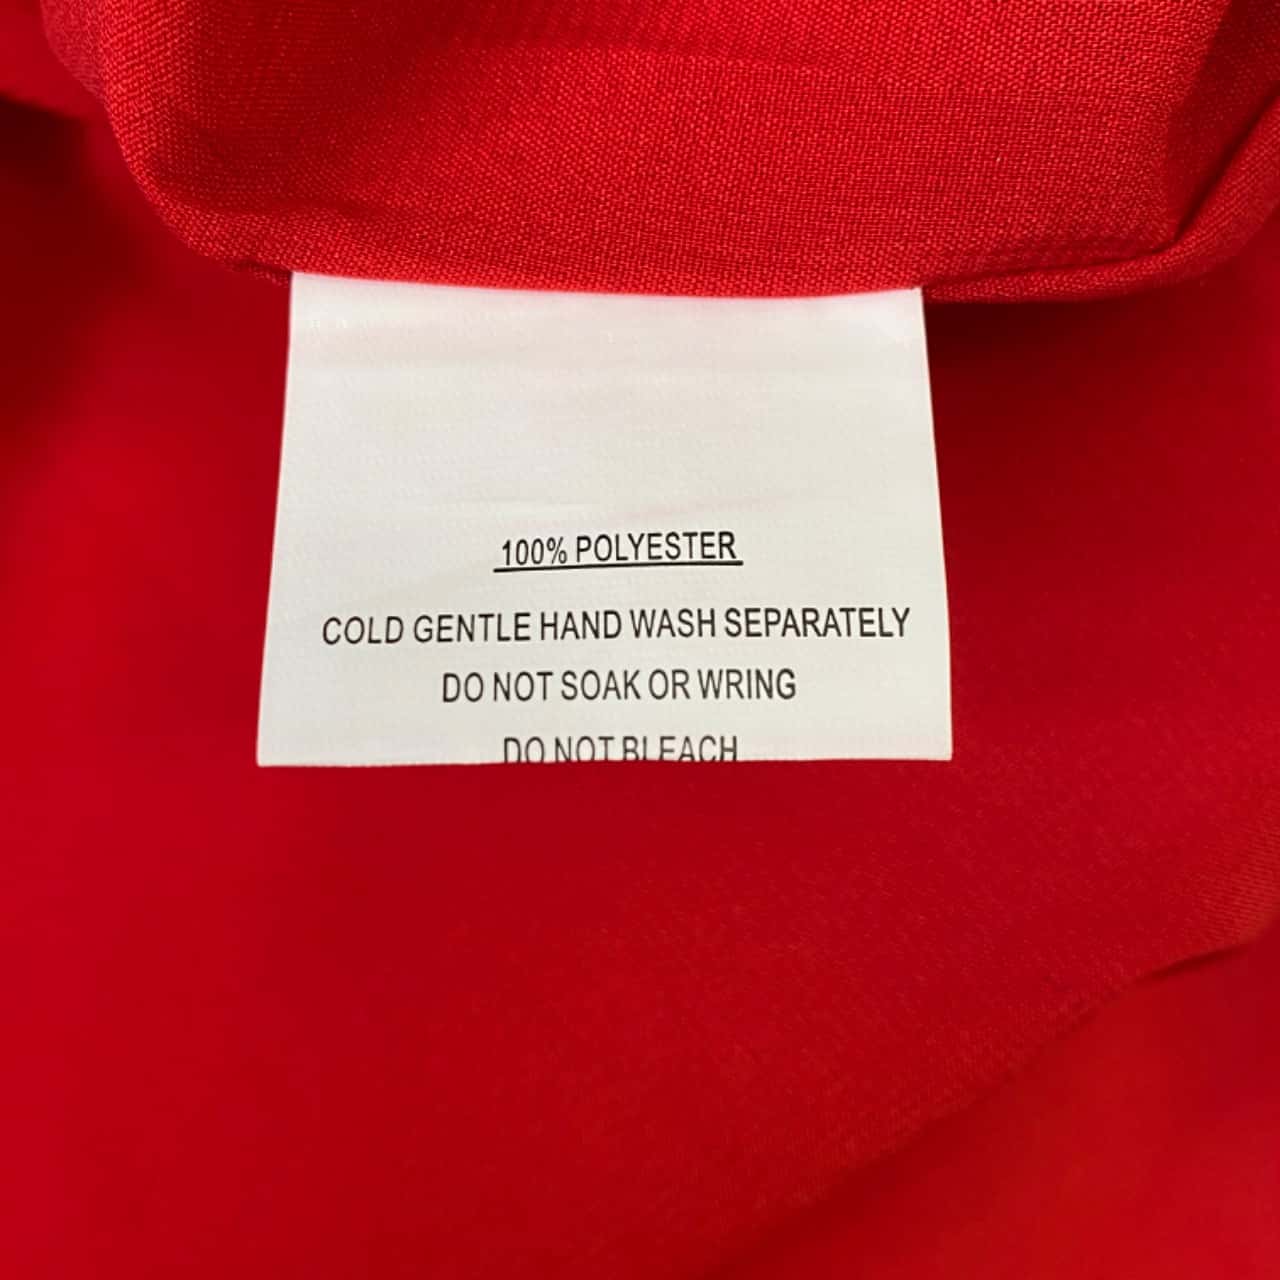 100% POLYESTER
COLD GENTLE HAND WASH SEPARATELY
DO NOT SOAK OR WRING
DO NOT BLEACH